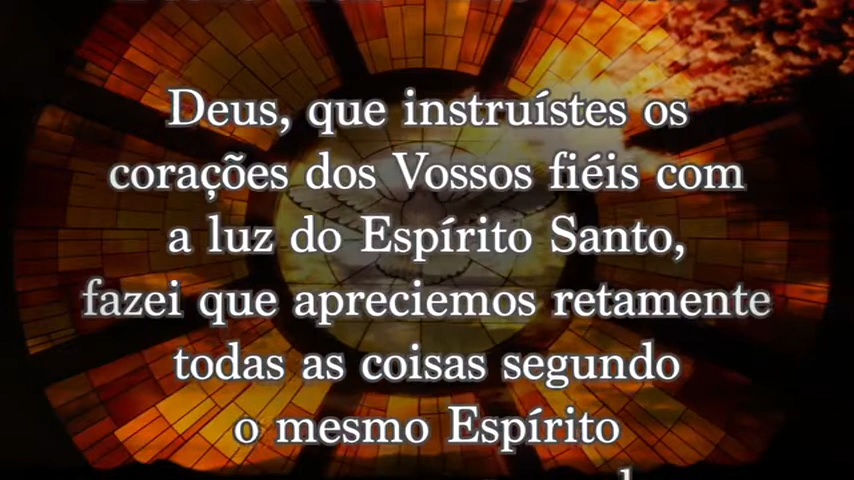 Deus, que instruístes os
corações dos Vossos fiéis com
a luz do Espírito Santo,
fazei que apreciemos retamente
todas as coisas segundo
o mesmo Espírito